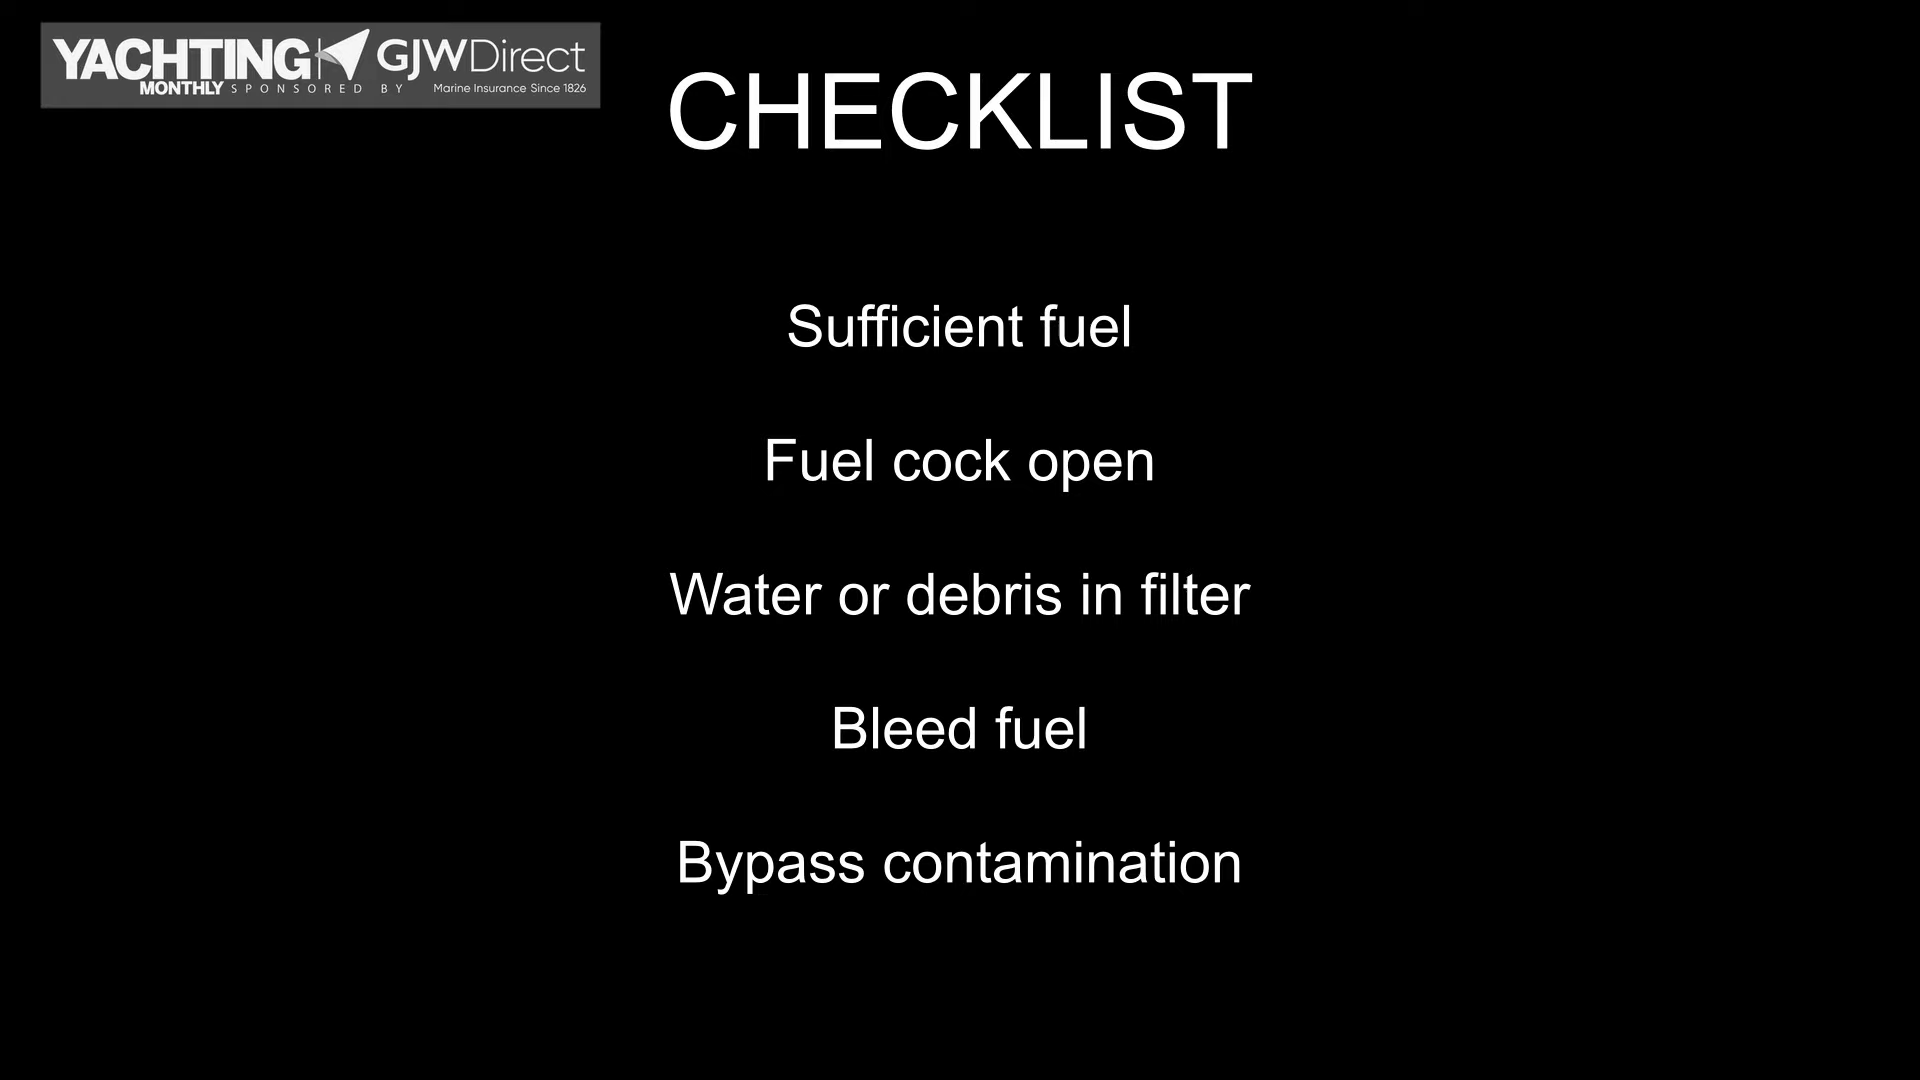 YACHTING
MONTHLY SPONSORED BY
GJWDirect
Marine Insurance Since 1826
CHECKLIST
Sufficient fuel
Fuel cock open
Water or debris in filter
Bleed fuel
Bypass contamination